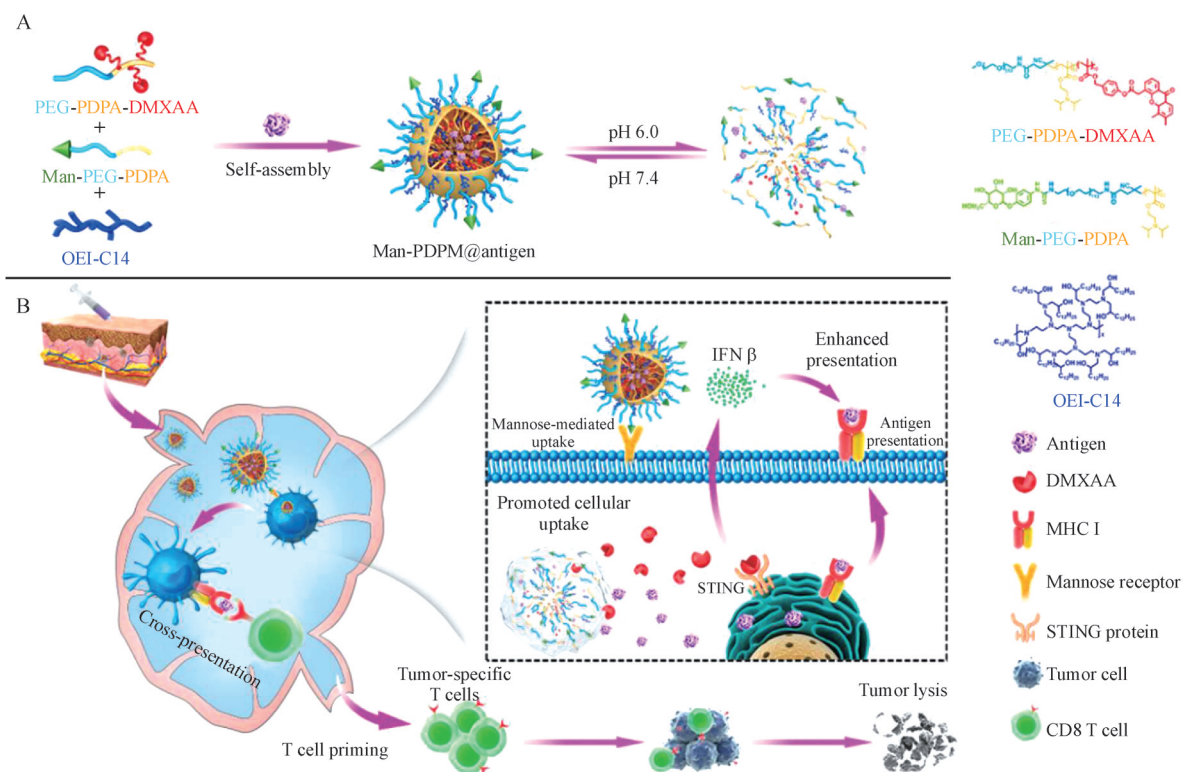 A
PEG-PDPA-DMXAA
+
Man-PEG-PDPA
+
OEI-C14
Self-assembly
Man-PDPM@antigen
pH 6.0
pH 7.4
PEG-PDPA-DMXAA
Man-PEG-PDPA
OEI-C14
B
Cross-presentation
T cell priming
Mannose-mediated
uptake
IFN β
Enhanced
presentation
Antigen
presentation
Promoted cellular
uptake
STING
Tumor-specific
T cells
Tumor lysis
Antigen
DMXAA
MHC I
Mannose receptor
STING protein
Tumor cell
CD8 T cell